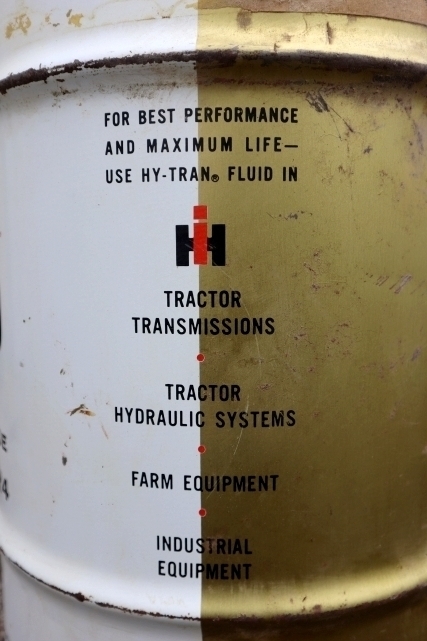 FOR BEST PERFORMANCE
AND MAXIMUM LIFE—
USE HY-TRAN® FLUID IN
IH
TRACTOR
TRANSMISSIONS
•
TRACTOR
HYDRAULIC SYSTEMS
•
FARM EQUIPMENT
•
INDUSTRIAL
EQUIPMENT